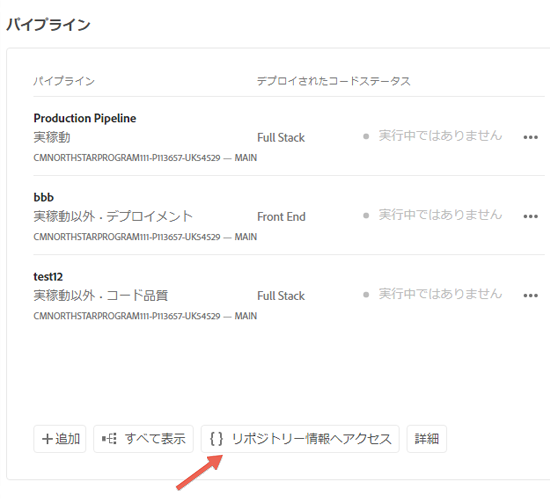 パイプライン
パイプライン デプロイされたコード ステータス
Production Pipeline
実稼動 Full Stack 実行中ではありません
CMNORTHSTARPROGRAM111-P113657-UK54529 — MAIN
bbb
実稼動以外・デプロイメント Front End 実行中ではありません
CMNORTHSTARPROGRAM111-P113657-UK54529 — MAIN
test12
実稼動以外・コード品質 Full Stack 実行中ではありません
CMNORTHSTARPROGRAM111-P113657-UK54529 — MAIN
+追加 すべて表示 {} リポジトリー情報へアクセス 詳細